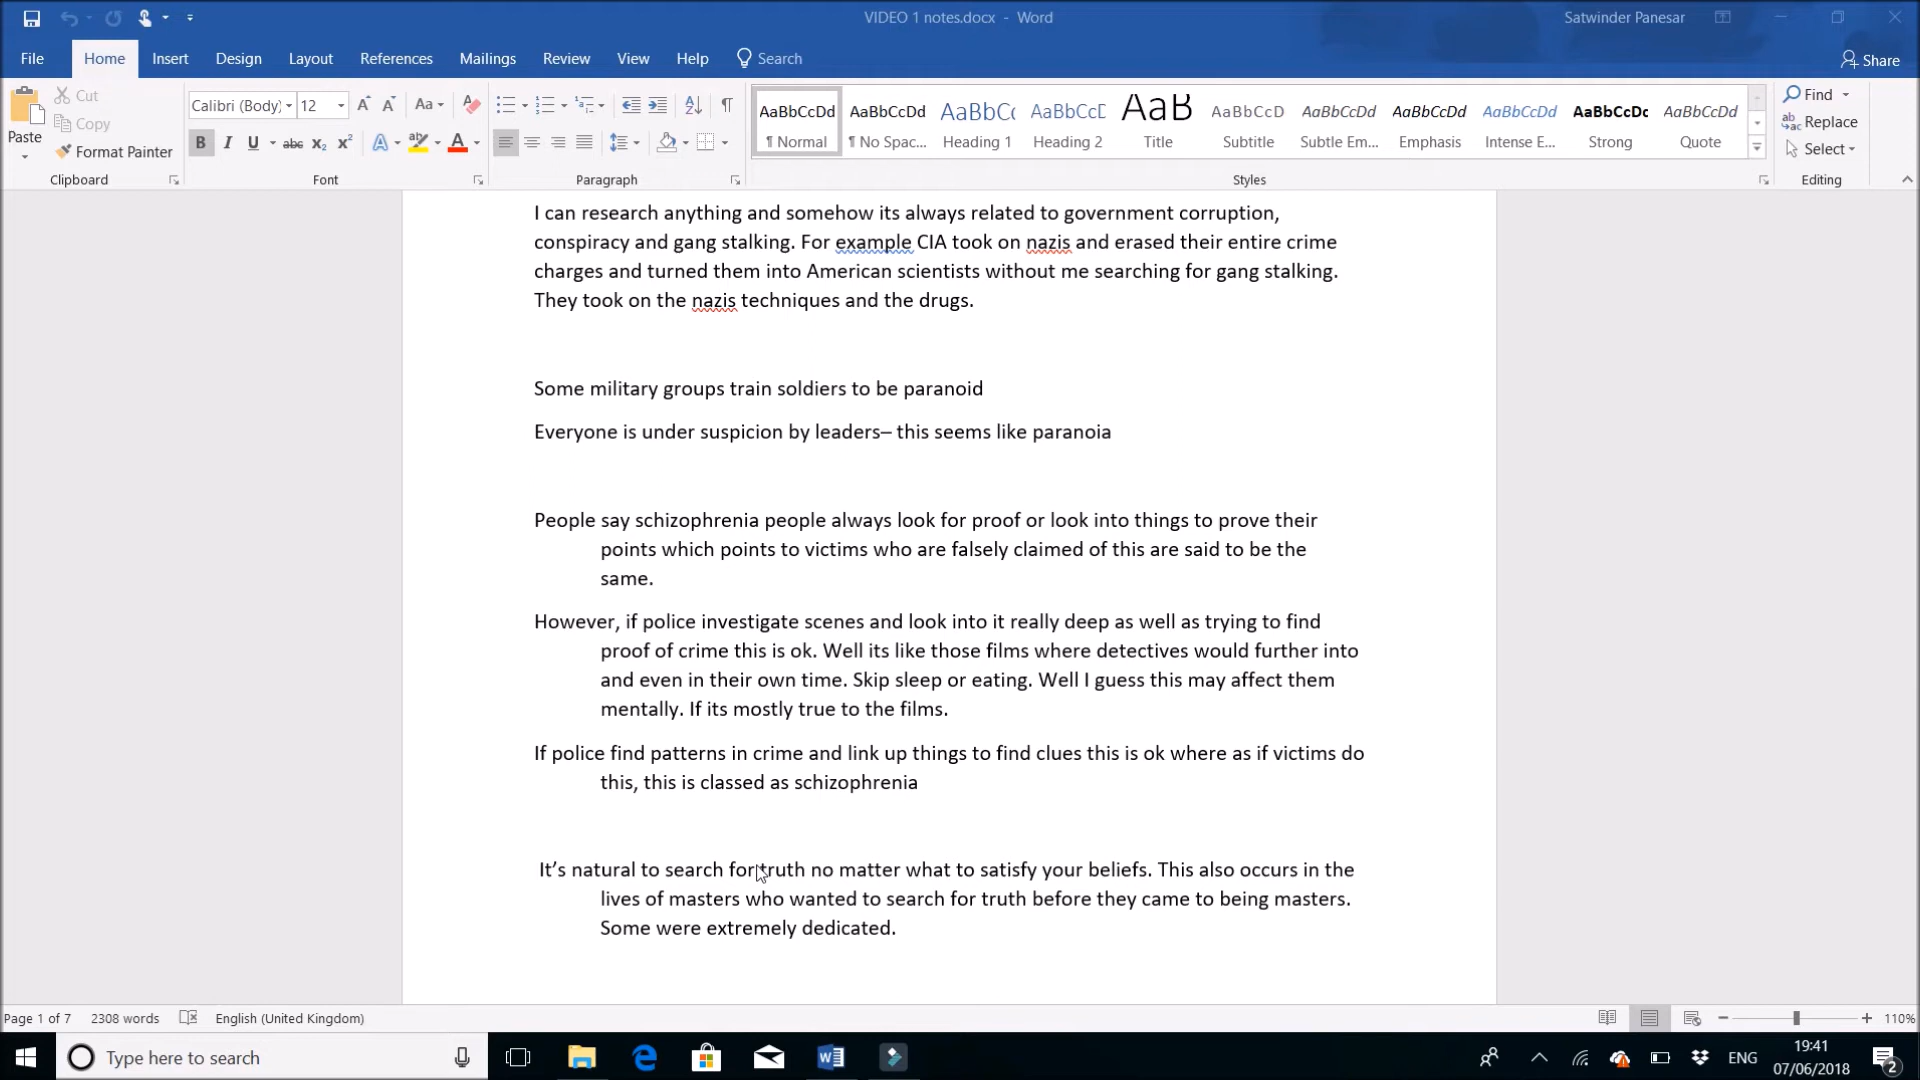 VIDEO 1 notes.docx - Word
Satwinder Panesar
File Home Insert Design Layout References Mailings Review View Help Search Share
Paste
Cut
Copy
Format Painter
Clipboard
Calibri (Body) 12
Aa
B I U abc x₂ x²
A A
Font
Paragraph
AaBbCcDd AaBbCcDd AaBbC( AaBbCcE AaB AaBbCcD AaBbCcDd AaBbCcDd AaBbCcDd AaBbCcDc AaBbCcDd
¶ Normal ¶ No Spac... Heading 1 Heading 2 Title Subtitle Subtle Em... Emphasis Intense E... Strong Quote
Styles
Find
Replace
Select
Editing
I can research anything and somehow its always related to government corruption,
conspiracy and gang stalking. For example CIA took on nazis and erased their entire crime
charges and turned them into American scientists without me searching for gang stalking.
They took on the nazis techniques and the drugs.
Some military groups train soldiers to be paranoid
Everyone is under suspicion by leaders– this seems like paranoia
People say schizophrenia people always look for proof or look into things to prove their
points which points to victims who are falsely claimed of this are said to be the
same.
However, if police investigate scenes and look into it really deep as well as trying to find
proof of crime this is ok. Well its like those films where detectives would further into
and even in their own time. Skip sleep or eating. Well I guess this may affect them
mentally. If its mostly true to the films.
If police find patterns in crime and link up things to find clues this is ok where as if victims do
this, this is classed as schizophrenia
It’s natural to search for truth no matter what to satisfy your beliefs. This also occurs in the
lives of masters who wanted to search for truth before they came to being masters.
Some were extremely dedicated.
Page 1 of 7 2308 words English (United Kingdom) 110%
Type here to search
ENG
19:41
07/06/2018
2